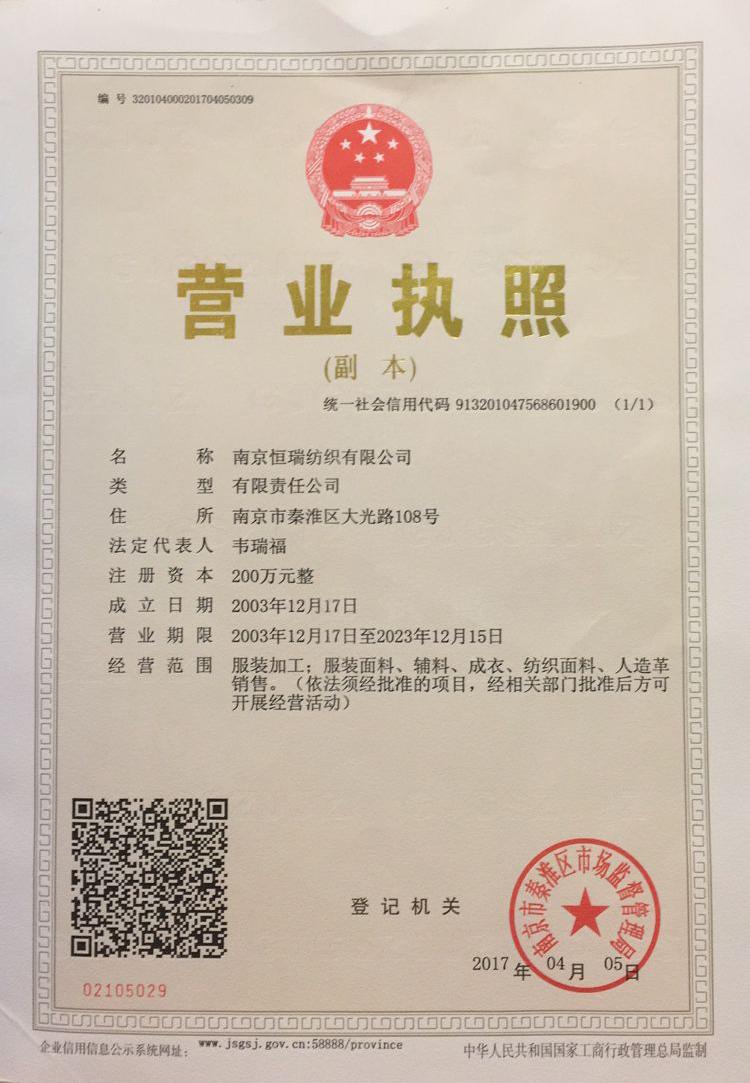 编 号 320104000201704050309
营 业 执 照
(副 本)
统一社会信用代码 913201047568601900 （1/1）
名 称 南京恒瑞纺织有限公司
类 型 有限责任公司
住 所 南京市秦淮区大光路108号
法定代表人 韦瑞福
注 册 资 本 200万元整
成 立 日 期 2003年12月17日
营 业 期 限 2003年12月17日至2023年12月15日
经 营 范 围 服装加工；服装面料、辅料、成衣、纺织面料、人造革
销售。（依法须经批准的项目，经相关部门批准后方可
开展经营活动）
登 记 机 关
南京市秦淮区市场监督管理局
2017 年 04 月 05 日
02105029
企业信用信息公示系统网址： www.jsgsj.gov.cn:58888/province
中华人民共和国国家工商行政管理总局监制